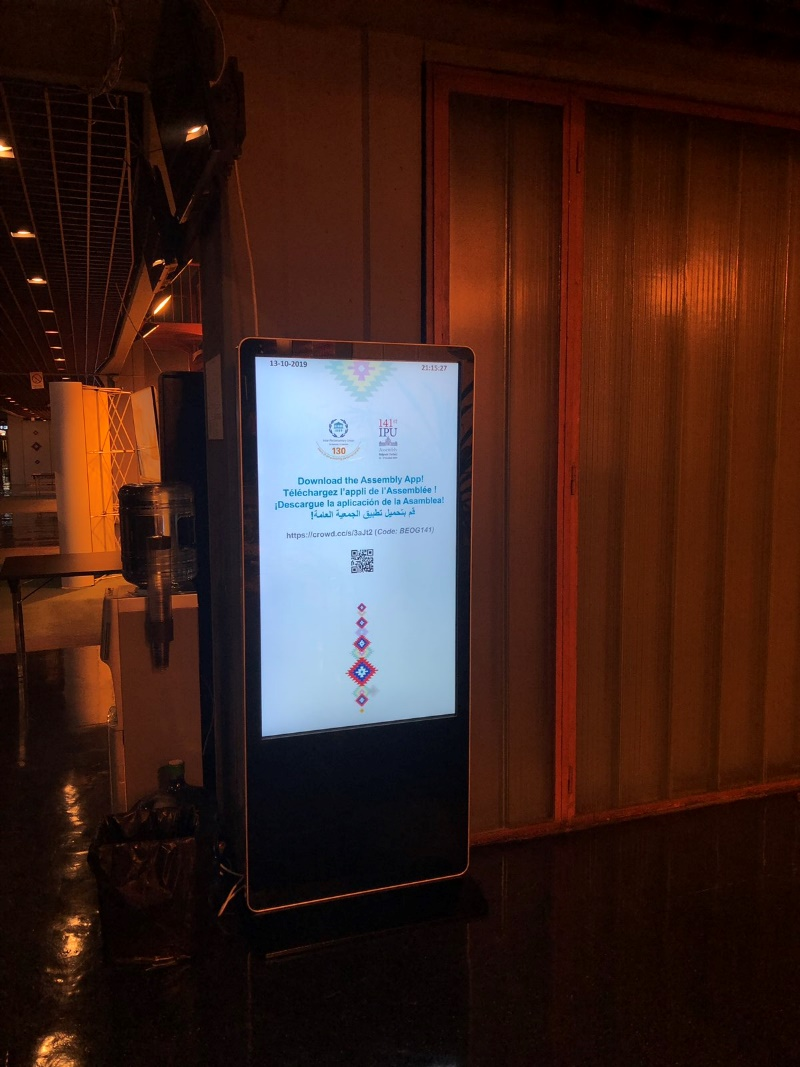 13-10-2019
21:15:27
130
141st
IPU
Download the Assembly App!
Téléchargez l'appli de l'Assemblée !
¡Descargue la aplicación de la Asamblea!
قم بتحميل تطبيق الجمعية العامة!
https://crowd.cc/s/3aJt2 (Code: BEOG141)